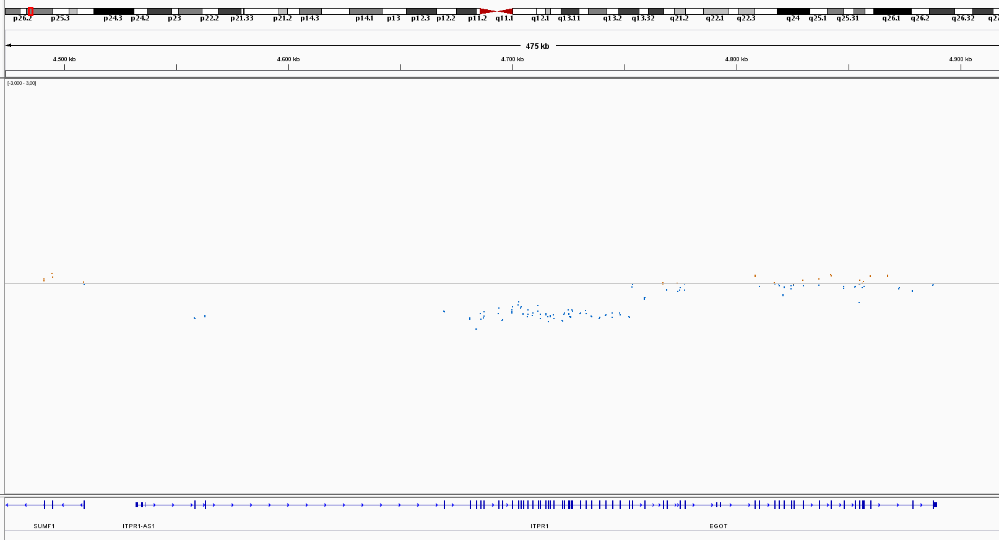 p26.2 p25.3 p24.3 p24.2 p23 p22.2 p21.33 p21.2 p14.3 p14.1 p13 p12.3 p12.2 p11.2 q11.1 q12.1 q13.11 q13.2 q13.32 q21.2 q22.1 q22.3 q24 q25.1 q25.31 q26.1 q26.2 q26.32
475 kb
4.500 kb 4.600 kb 4.700 kb 4.800 kb 4.900 kb
[-3,000 - 3,00]
SUMF1 ITPR1-AS1 ITPR1 EGOT